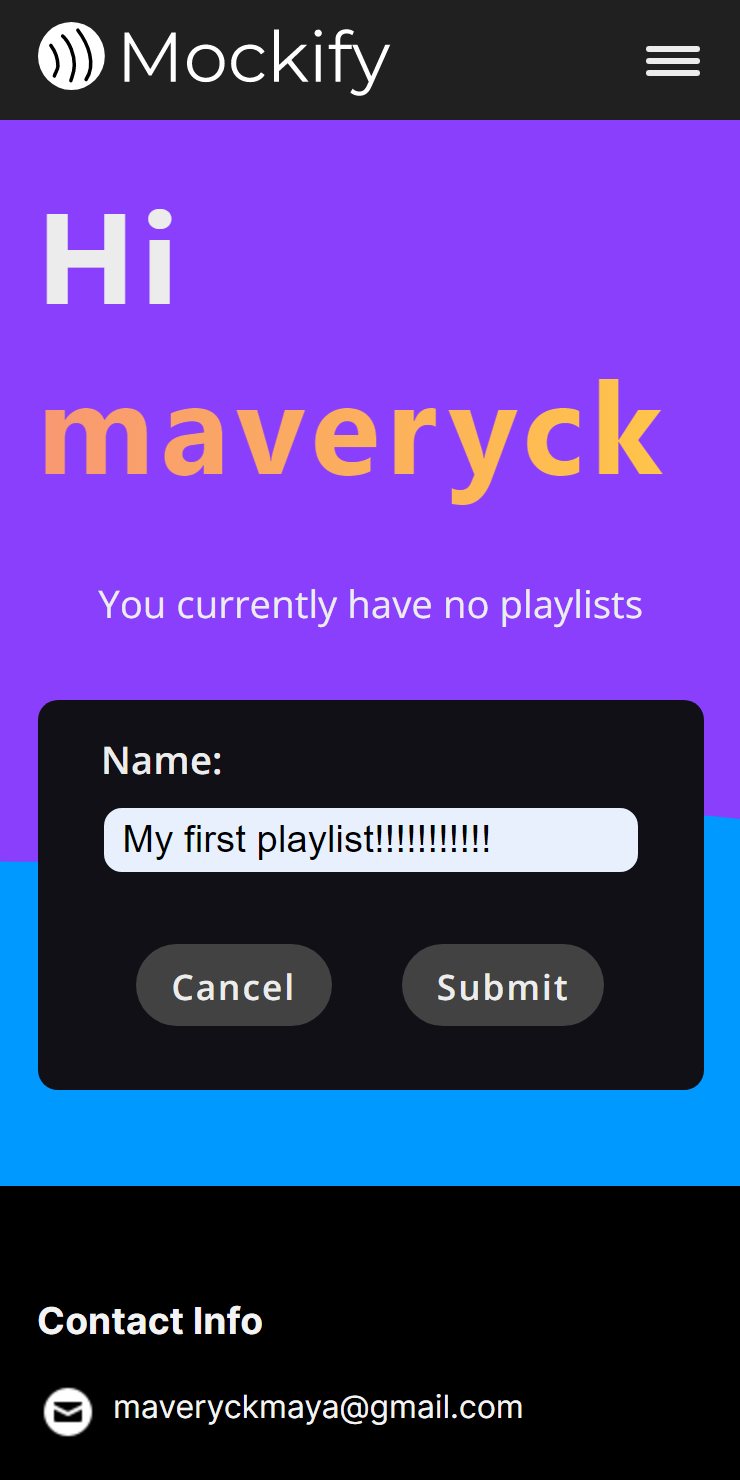 Mockify
Hi
maveryck
You currently have no playlists
Name:
My first playlist!!!!!!!!!!!
Cancel Submit
Contact Info
maveryckmaya@gmail.com